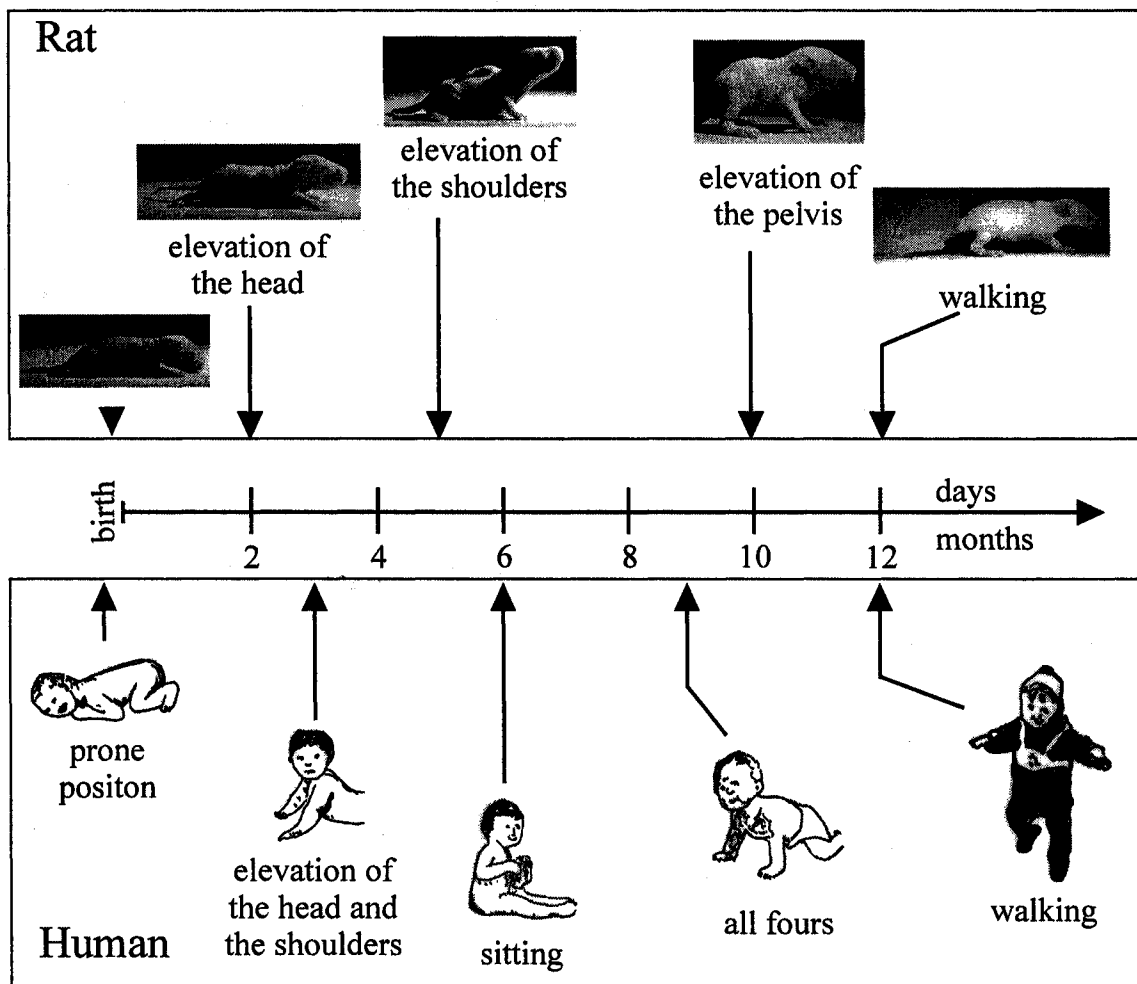 Rat
elevation of
the head
elevation of
the shoulders
elevation of
the pelvis
walking
birth
days
months
2
4
6
8
10
12
prone
positon
elevation of
the head and
the shoulders
sitting
all fours
walking
Human